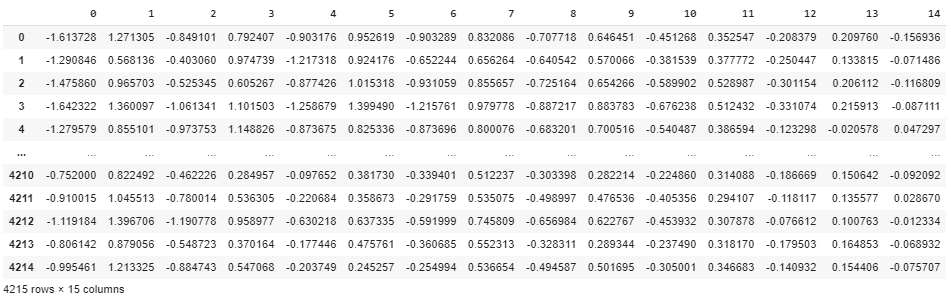 0 1 2 3 4 5 6 7 8 9 10 11 12 13 14
0 -1.613728 1.271305 -0.849101 0.792407 -0.903176 0.952619 -0.903289 0.832086 -0.707718 0.646451 -0.451268 0.352547 -0.208379 0.209760 -0.156936
1 -1.290846 0.568136 -0.403060 0.974739 -1.217318 0.924176 -0.652244 0.656264 -0.640542 0.570066 -0.381539 0.377772 -0.250447 0.133815 -0.071486
2 -1.475860 0.965703 -0.525345 0.605267 -0.877426 1.015318 -0.931059 0.855657 -0.725164 0.654266 -0.589902 0.528987 -0.301154 0.206112 -0.116809
3 -1.642322 1.360097 -1.061341 1.101503 -1.258679 1.399490 -1.215761 0.979778 -0.887217 0.883783 -0.676238 0.512432 -0.331074 0.215913 -0.087111
4 -1.279579 0.855101 -0.973753 1.148826 -0.873675 0.825336 -0.873696 0.800076 -0.683201 0.700516 -0.540487 0.386594 -0.123298 -0.020578 0.047297
... ... ... ... ... ... ... ... ... ... ... ... ... ... ... ...
4210 -0.752000 0.822492 -0.462226 0.284957 -0.097652 0.381730 -0.339401 0.512237 -0.303398 0.282214 -0.224860 0.314088 -0.186669 0.150642 -0.092092
4211 -0.910015 1.045513 -0.780014 0.536305 -0.220684 0.358673 -0.291759 0.535075 -0.498997 0.476536 -0.405356 0.294107 -0.118117 0.135577 0.028670
4212 -1.119184 1.396706 -1.190778 0.958977 -0.630218 0.637335 -0.591999 0.745809 -0.656984 0.622767 -0.453932 0.307878 -0.076612 0.100763 -0.012334
4213 -0.806142 0.879056 -0.548723 0.370164 -0.177446 0.475761 -0.360685 0.552313 -0.328311 0.289344 -0.237490 0.318170 -0.179503 0.164853 -0.068932
4214 -0.995461 1.213325 -0.884743 0.547068 -0.203749 0.245257 -0.254994 0.536654 -0.494587 0.501695 -0.305001 0.346683 -0.140932 0.154406 -0.075707
4215 rows × 15 columns